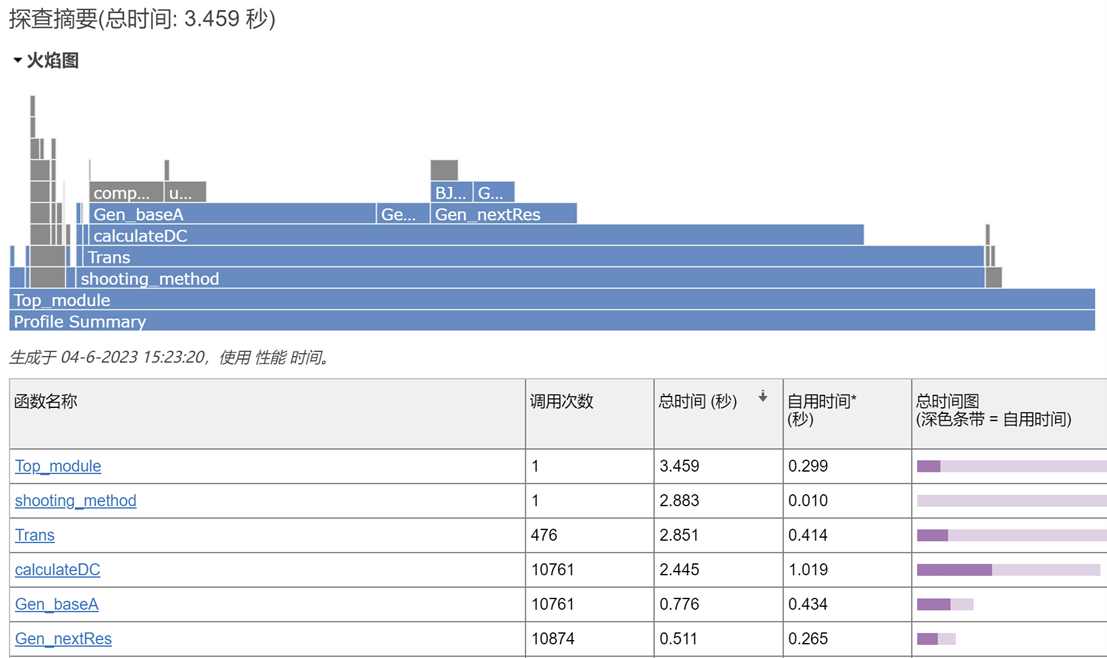 探查摘要(总时间: 3.459 秒)
火焰图
comp... u... BJ... G...
Gen_baseA Ge... Gen_nextRes
calculateDC
Trans
shooting_method
Top_module
Profile Summary
生成于 04-6-2023 15:23:20，使用 性能 时间。
函数名称 调用次数 总时间 (秒) 自用时间* 总时间图
(秒) (深色条带 = 自用时间)
Top_module 1 3.459 0.299
shooting_method 1 2.883 0.010
Trans 476 2.851 0.414
calculateDC 10761 2.445 1.019
Gen_baseA 10761 0.776 0.434
Gen_nextRes 10874 0.511 0.265